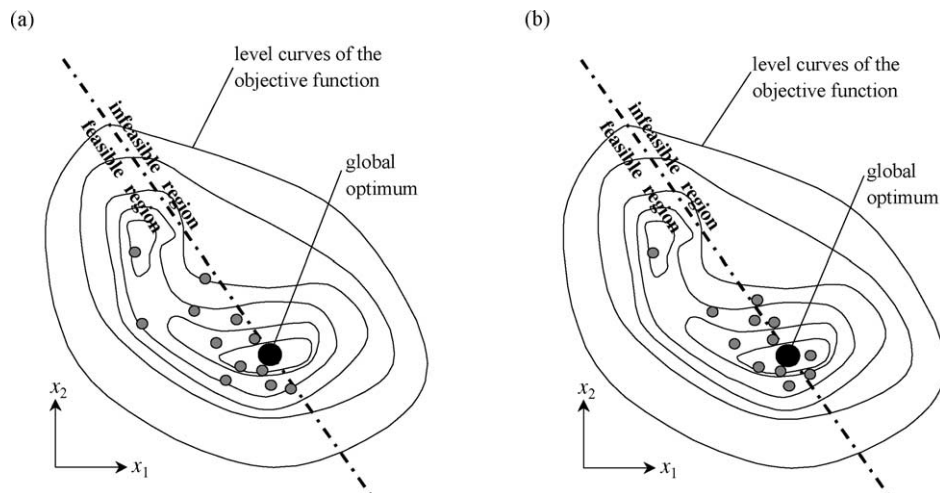 (a)
level curves of the
objective function
infeasible region
feasible region
global
optimum
x2
x1
(b)
level curves of the
objective function
infeasible region
feasible region
global
optimum
x2
x1